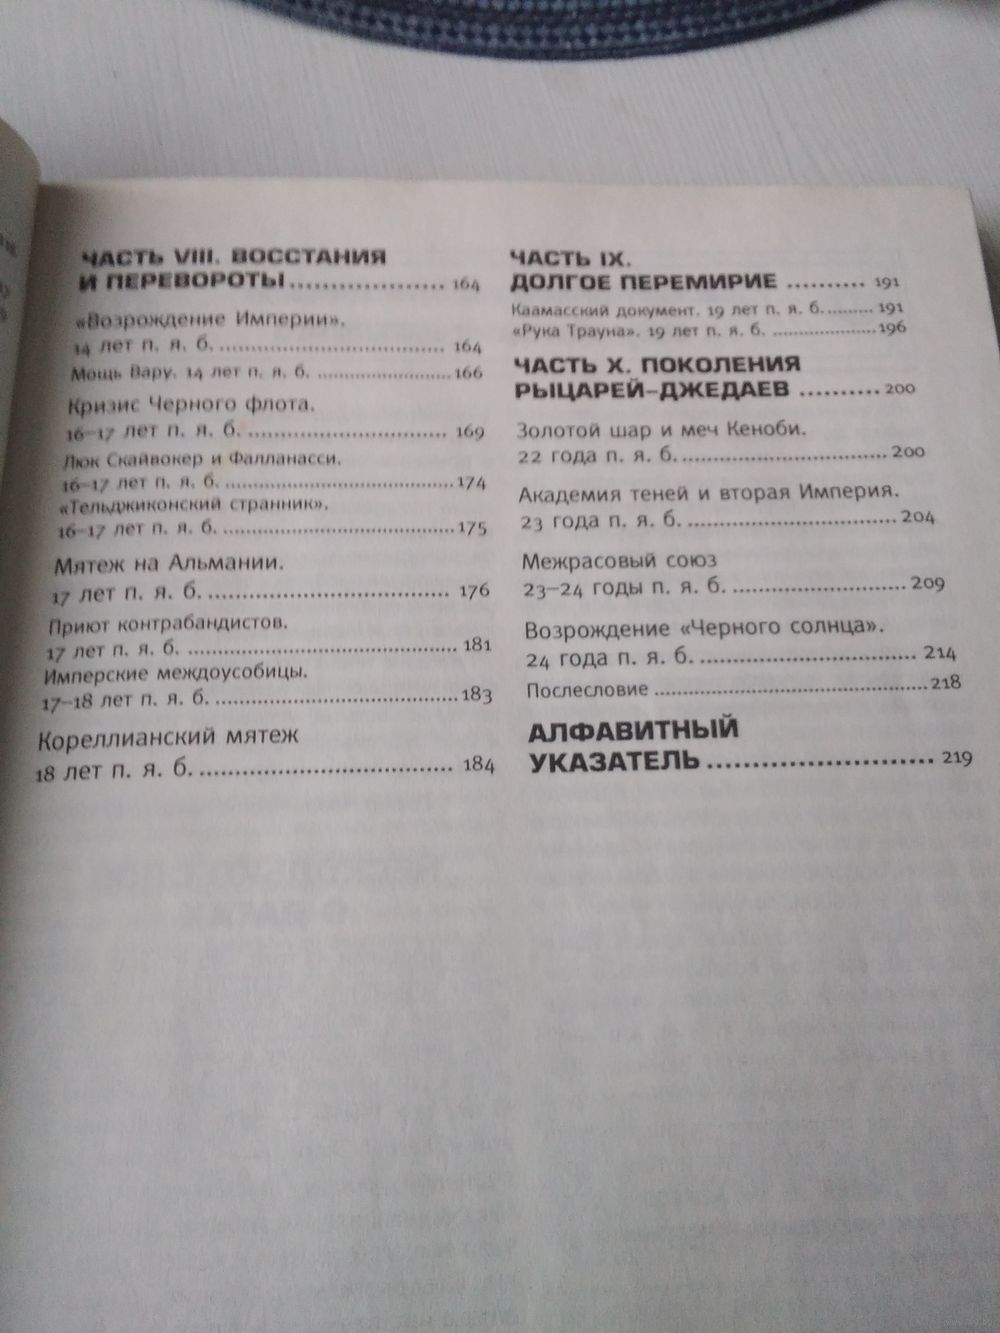 ЧАСТЬ VIII. ВОССТАНИЯ
И ПЕРЕВОРОТЫ.................... 164
«Возрождение Империи».
14 лет п. я. б. .............................. 164
Мощь Вару. 14 лет п. я. б. ....................166
Кризис Черного флота.
16–17 лет п. я. б. .......................... 169
Люк Скайвокер и Фалланасси.
16–17 лет п. я. б. ..................................174
«Тельджиконский странник».
16–17 лет п. я. б. ..................................175
Мятеж на Альмании.
17 лет п. я. б. ................................. 176
Приют контрабандистов.
17 лет п. я. б. ........................................ 181
Имперские междоусобицы.
17–18 лет п. я. б. ...................................183
Кореллианский мятеж
18 лет п. я. б. ................................. 184
ЧАСТЬ IX.
ДОЛГОЕ ПЕРЕМИРИЕ .......... 191
Каамасский документ. 19 лет п. я. б. ......... 191
«Рука Трауна». 19 лет п. я. б. .....................196
ЧАСТЬ X. ПОКОЛЕНИЯ
РЫЦАРЕЙ–ДЖЕДАЕВ ..........200
Золотой шар и меч Кеноби.
22 года п. я. б. ................................200
Академия теней и вторая Империя.
23 года п. я. б. ................................204
Межрасовый союз
23–24 годы п. я. б. ..........................209
Возрождение «Черного солнца».
24 года п. я. б. ................................ 214
Послесловие ..............................................218
АЛФАВИТНЫЙ
УКАЗАТЕЛЬ........................ 219